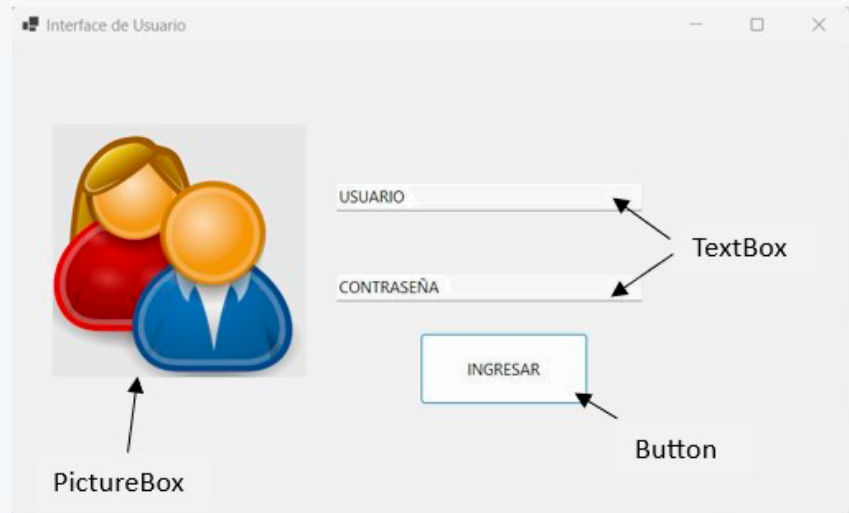 Interface de Usuario
USUARIO
TextBox
CONTRASEÑA
INGRESAR
Button
PictureBox